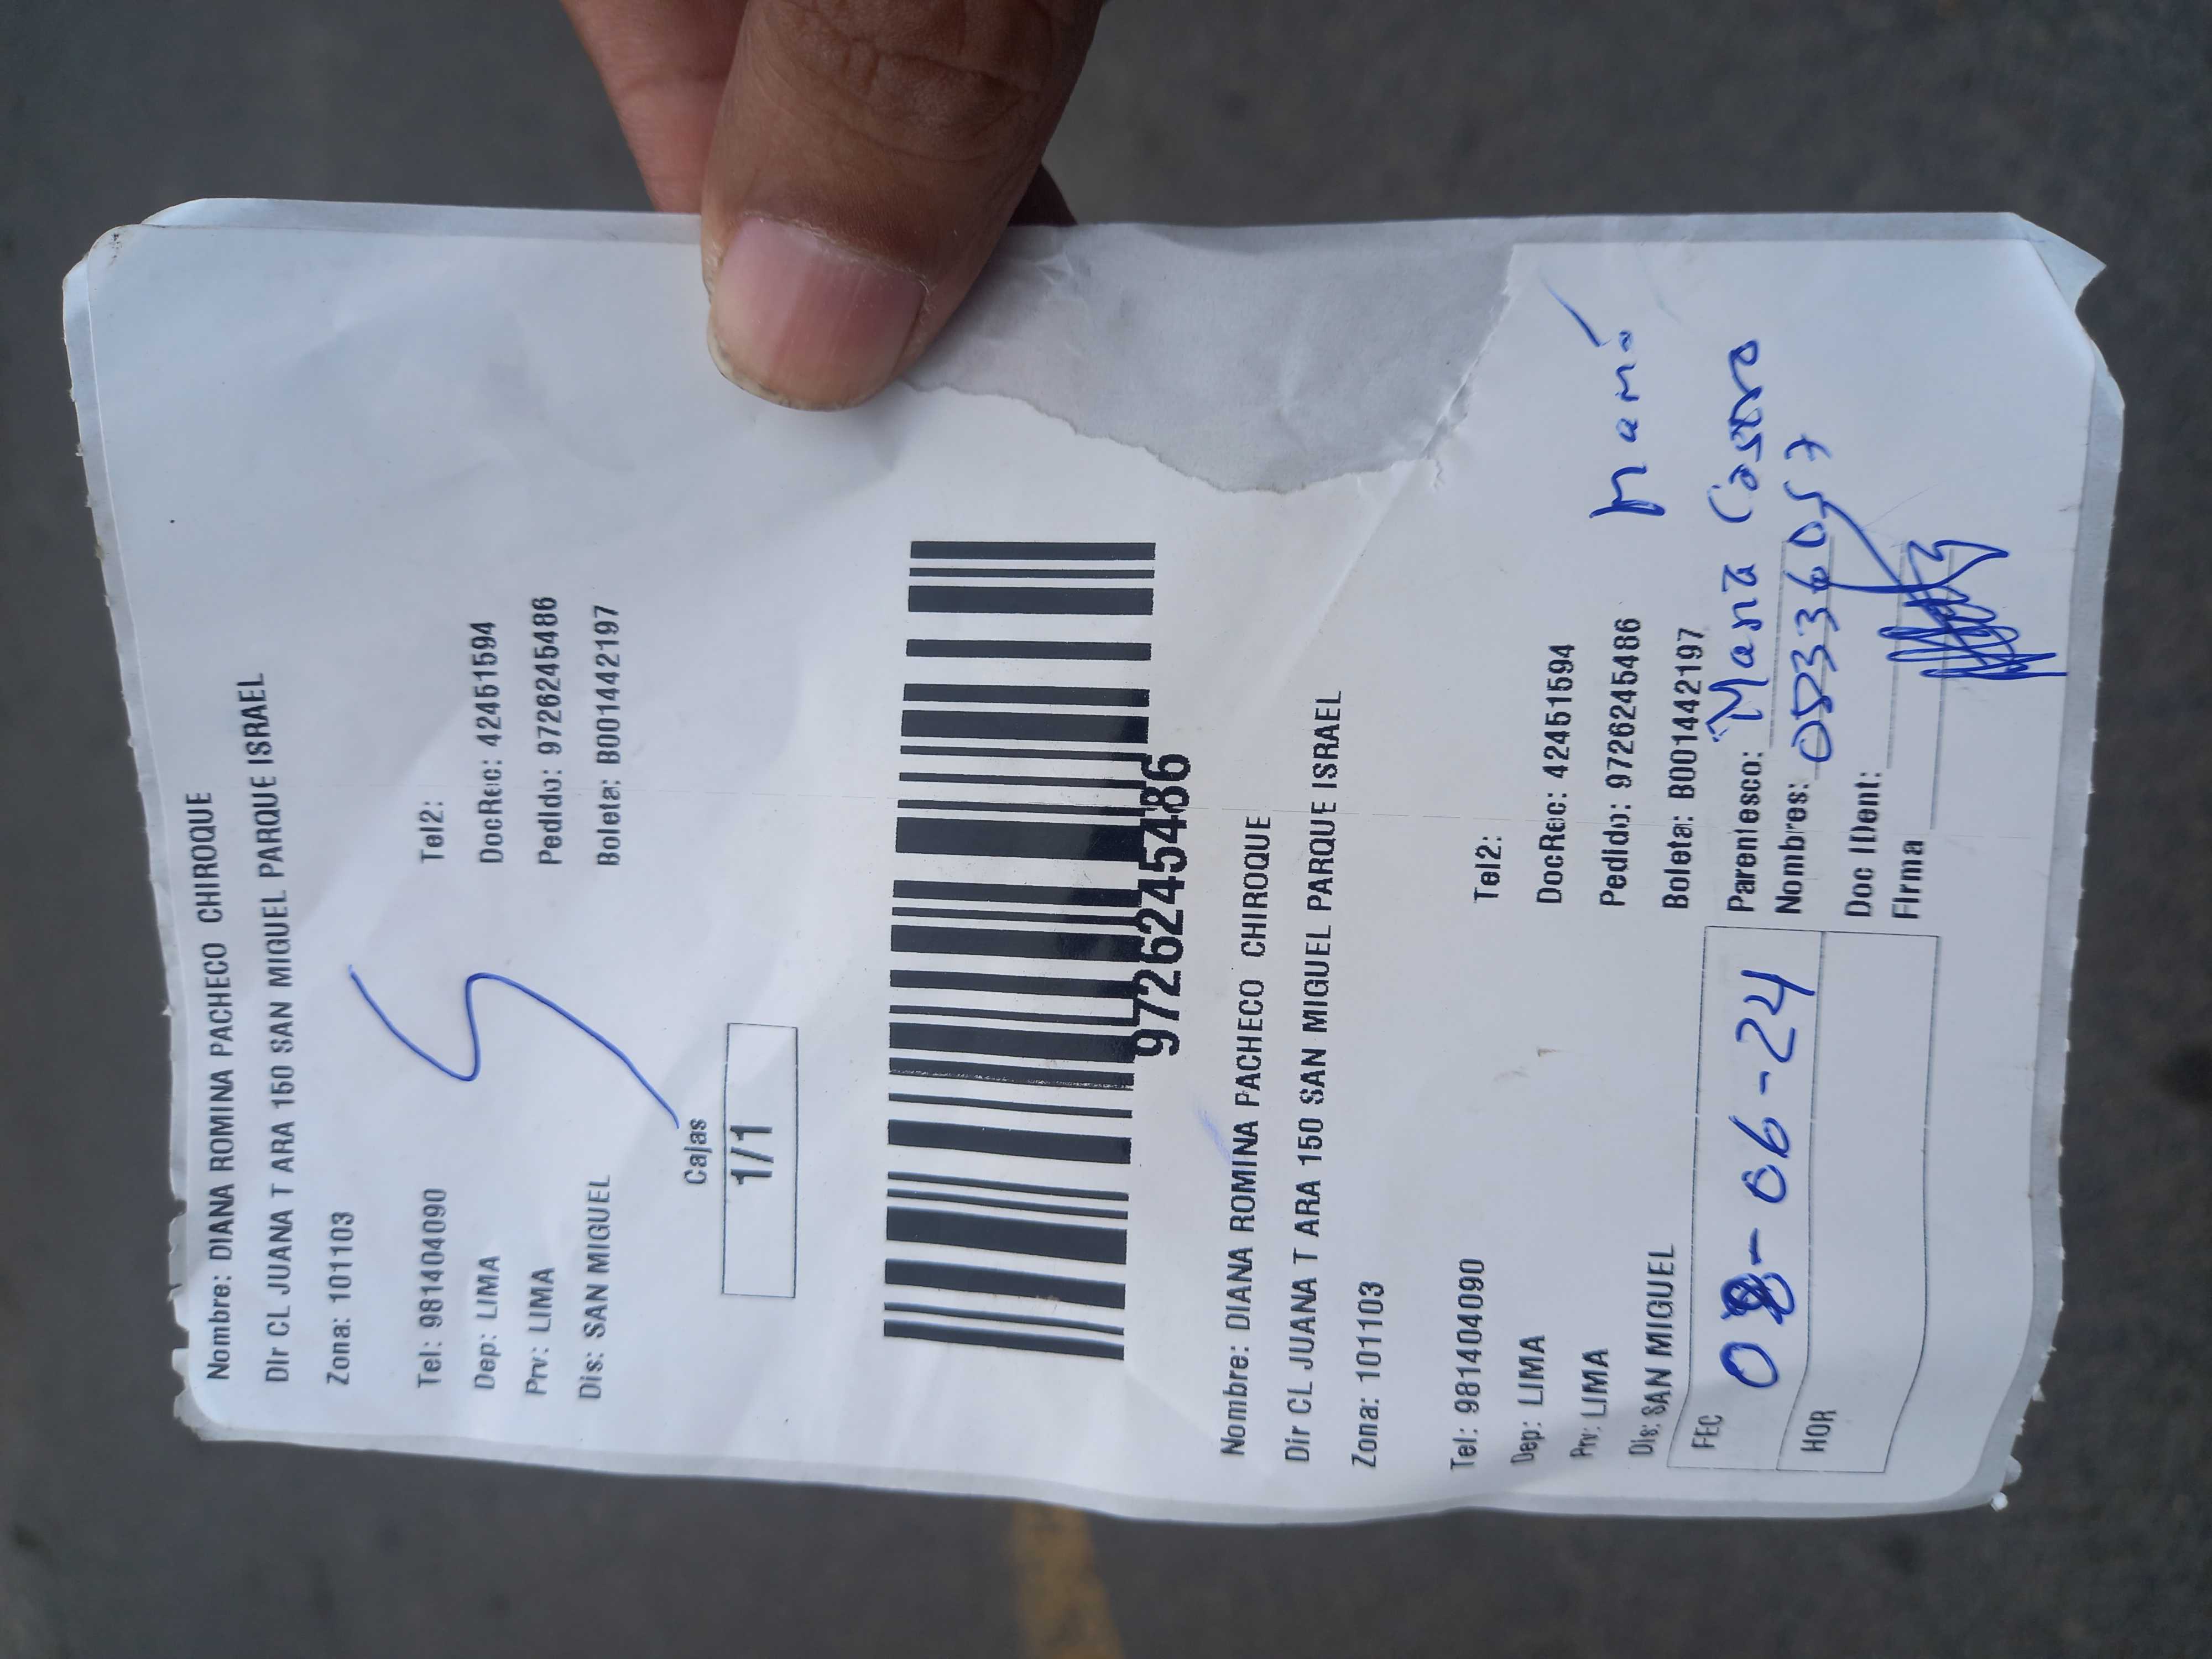 Nombre: DIANA ROMINA PACHECO CHIROQUE
Dir CL JUANA T ARA 150 SAN MIGUEL PARQUE ISRAEL
Zona: 101103
Tel: 981404090 Tel2:
Dep: LIMA DocRec: 42451594
Prv: LIMA Pedido: 97262454​86
Dis: SAN MIGUEL Boleta: B001442197
Cajas
1/1
9726245486
Nombre: DIANA ROMINA PACHECO CHIROQUE
Dir CL JUANA T ARA 150 SAN MIGUEL PARQUE ISRAEL
Zona: 101103
Tel: 981404090 Tel2:
Dep: LIMA DocRec: 42451594
Prv: LIMA Pedido: 9726245486
mamá
Dis: SAN MIGUEL Boleta: B001442197
FEC 08-06-24 Parentesco: Maria Castro
Nombres: 05336057
HOR Doc IDent:
Firma